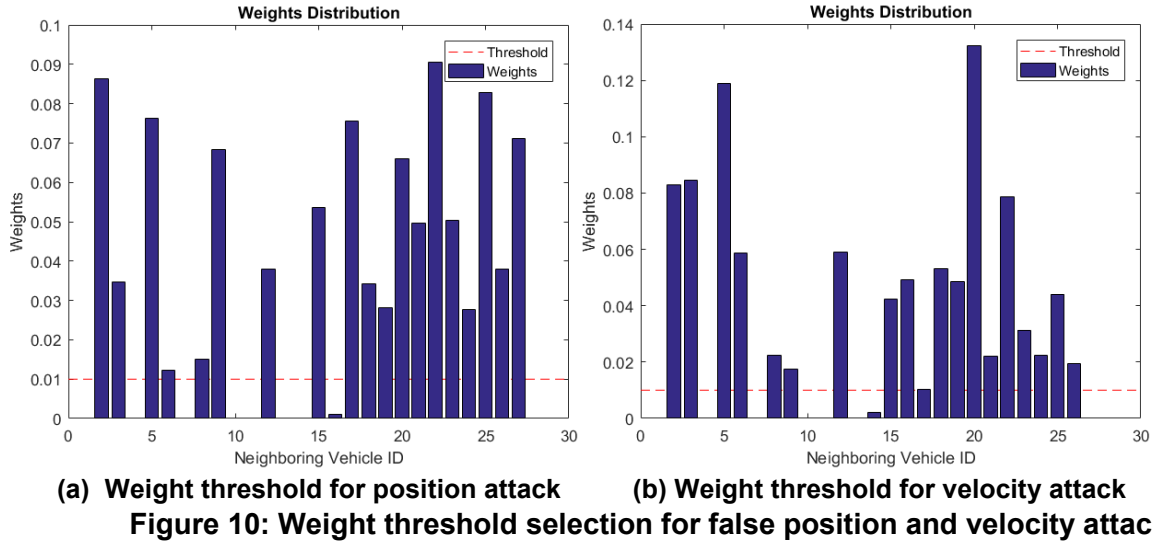 Weights Distribution
0.1
0.09
0.08
0.07
0.06
0.05
0.04
0.03
0.02
0.01
0
Weights
Threshold
Weights
0 5 10 15 20 25 30
Neighboring Vehicle ID
(a) Weight threshold for position attack
Weights Distribution
0.14
0.12
0.1
0.08
0.06
0.04
0.02
0
Weights
Threshold
Weights
0 5 10 15 20 25 30
Neighboring Vehicle ID
(b) Weight threshold for velocity attack
Figure 10: Weight threshold selection for false position and velocity attac